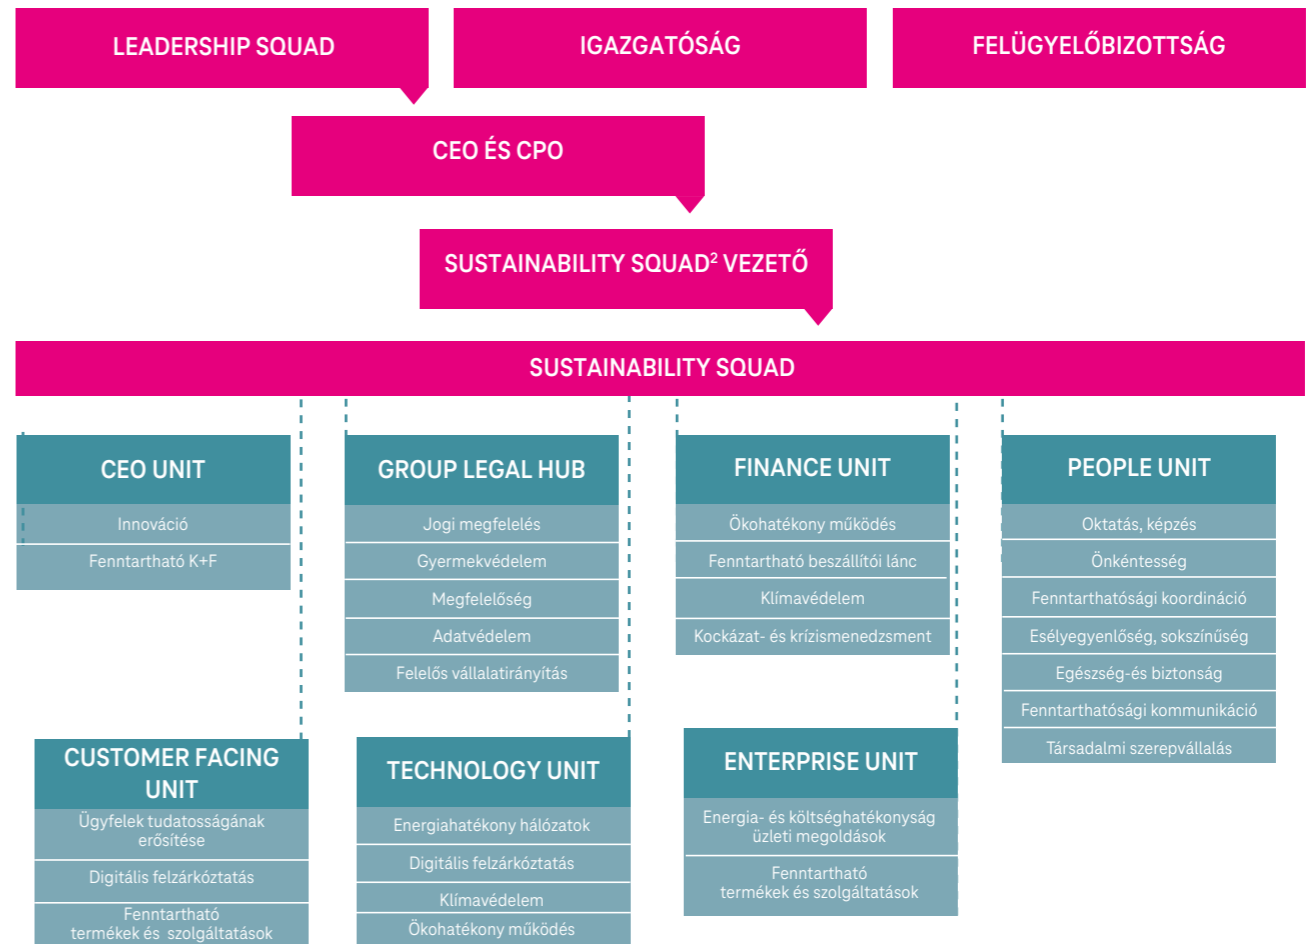 LEADERSHIP SQUAD
IGAZGATÓSÁG
FELÜGYELŐBIZOTTSÁG
CEO ÉS CPO
SUSTAINABILITY SQUAD² VEZETŐ
SUSTAINABILITY SQUAD
CEO UNIT
Innováció
Fenntartható K+F
GROUP LEGAL HUB
Jogi megfelelés
Gyermekvédelem
Megfelelőség
Adatvédelem
Felelős vállalatirányítás
FINANCE UNIT
Ökohatékony működés
Fenntartható beszállítói lánc
Klímavédelem
Kockázat- és krízismenedzsment
PEOPLE UNIT
Oktatás, képzés
Önkéntesség
Fenntarthatósági koordináció
Esélyegyenlőség, sokszínűség
Egészség-és biztonság
Fenntarthatósági kommunikáció
Társadalmi szerepvállalás
CUSTOMER FACING
UNIT
Ügyfelek tudatosságának
erősítése
Digitális felzárkóztatás
Fenntartható
termékek és szolgáltatások
TECHNOLOGY UNIT
Energiahatékony hálózatok
Digitális felzárkóztatás
Klímavédelem
Ökohatékony működés
ENTERPRISE UNIT
Energia- és költséghatékonyság
üzleti megoldások
Fenntartható
termékek és szolgáltatások